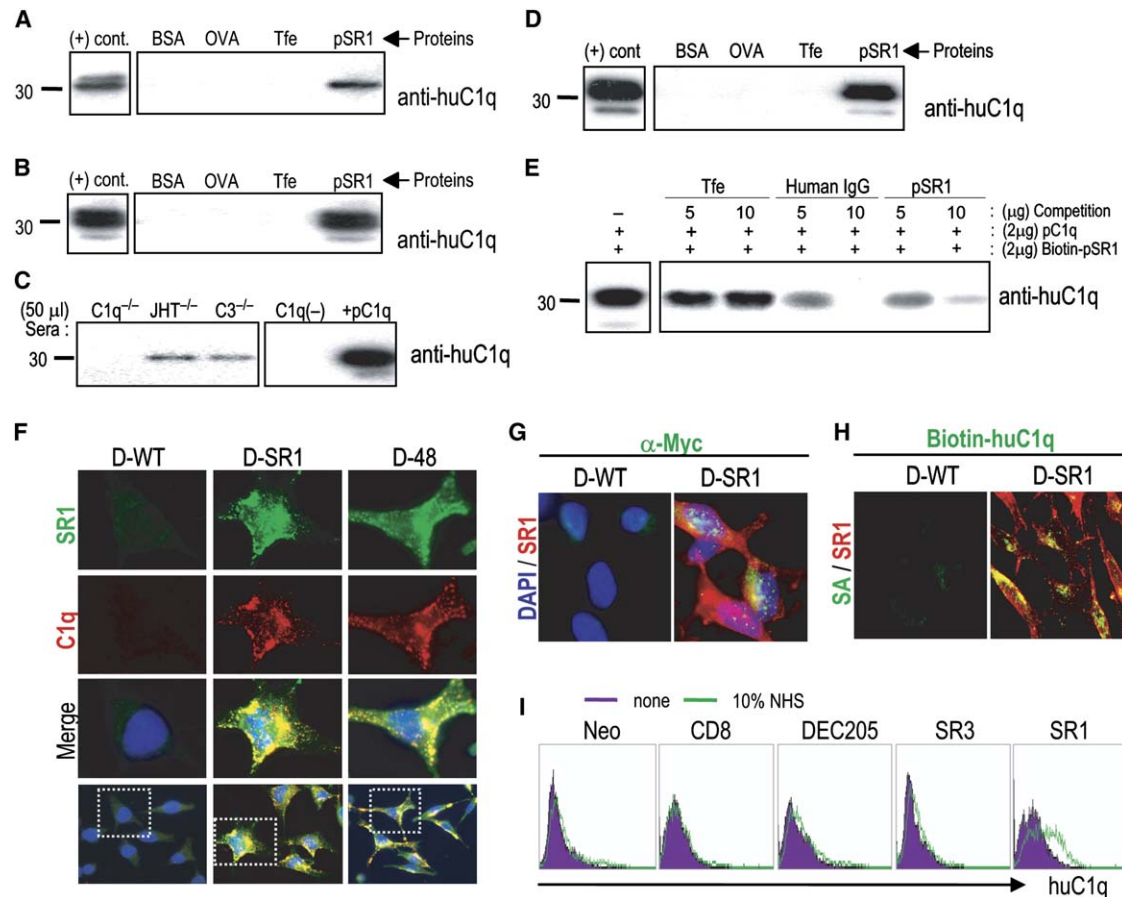 A
(+) cont. BSA OVA Tfe pSR1 Proteins
30
anti-huC1q
B
(+) cont. BSA OVA Tfe pSR1 Proteins
30
anti-huC1q
C
(50 μl) C1q–/– JHT–/– C3–/– C1q(–) +pC1q
Sera :
30
anti-huC1q
D
(+) cont BSA OVA Tfe pSR1 Proteins
30
anti-huC1q
E
Tfe Human IgG pSR1
– 5 10 5 10 5 10 : (μg) Competition
+ + + + + + + : (2μg) pC1q
+ + + + + + + : (2μg) Biotin-pSR1
30
anti-huC1q
F
D-WT D-SR1 D-48
SR1
C1q
Merge
G
α-Myc
D-WT D-SR1
DAPI / SR1
H
Biotin-huC1q
D-WT D-SR1
SA / SR1
I
none 10% NHS
Neo CD8 DEC205 SR3 SR1
huC1q